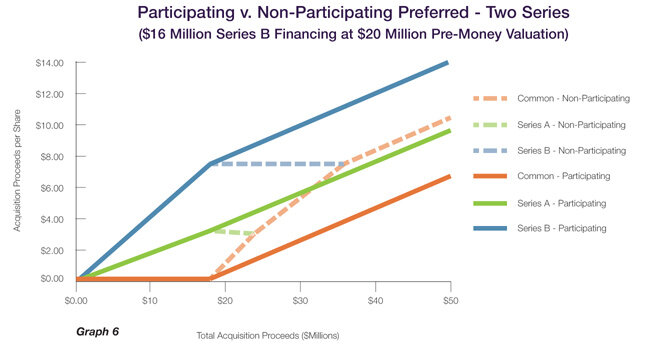 Participating v. Non-Participating Preferred - Two Series
($16 Million Series B Financing at $20 Million Pre-Money Valuation)
Acquisition Proceeds per Share
$14.00
$12.00
$10.00
$8.00
$6.00
$4.00
$2.00
$0.00
$0.00
$10
$20
$30
$40
$50
Common - Non-Participating
Series A - Non-Participating
Series B - Non-Participating
Common - Participating
Series A - Participating
Series B - Participating
Graph 6
Total Acquisition Proceeds ($Millions)